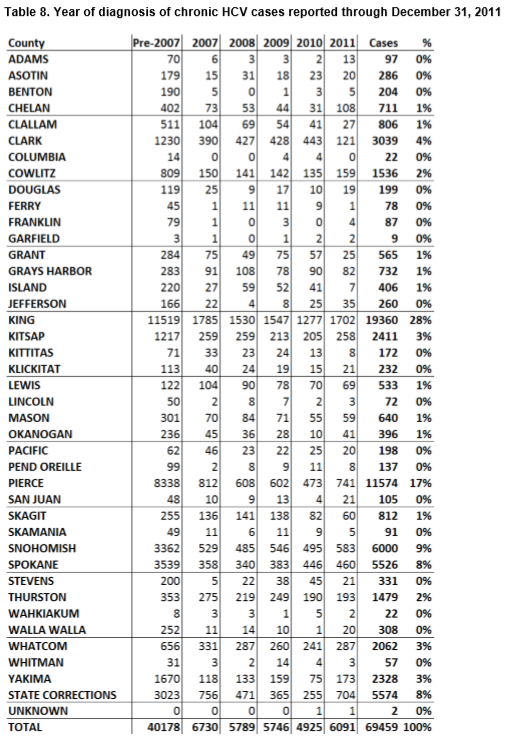 Table 8. Year of diagnosis of chronic HCV cases reported through December 31, 2011
County Pre-2007 2007 2008 2009 2010 2011 Cases %
ADAMS 70 6 3 3 2 13 97 0%
ASOTIN 179 15 31 18 23 20 286 0%
BENTON 190 5 0 1 3 5 204 0%
CHELAN 402 73 53 44 31 108 711 1%
CLALLAM 511 104 69 54 41 27 806 1%
CLARK 1230 390 427 428 443 121 3039 4%
COLUMBIA 14 0 0 4 4 0 22 0%
COWLITZ 809 150 141 142 135 159 1536 2%
DOUGLAS 119 25 9 17 10 19 199 0%
FERRY 45 1 11 11 9 1 78 0%
FRANKLIN 79 1 0 3 0 4 87 0%
GARFIELD 3 1 0 1 2 2 9 0%
GRANT 284 75 49 75 57 25 565 1%
GRAYS HARBOR 283 91 108 78 90 82 732 1%
ISLAND 220 27 59 52 41 7 406 1%
JEFFERSON 166 22 4 8 25 35 260 0%
KING 11519 1785 1530 1547 1277 1702 19360 28%
KITSAP 1217 259 259 213 205 258 2411 3%
KITTITAS 71 33 23 24 13 8 172 0%
KLICKITAT 113 40 24 19 15 21 232 0%
LEWIS 122 104 90 78 70 69 533 1%
LINCOLN 50 2 8 7 2 3 72 0%
MASON 301 70 84 71 55 59 640 1%
OKANOGAN 236 45 36 28 10 41 396 1%
PACIFIC 62 46 23 22 25 20 198 0%
PEND OREILLE 99 2 8 9 11 8 137 0%
PIERCE 8338 812 608 602 473 741 11574 17%
SAN JUAN 48 10 9 13 4 21 105 0%
SKAGIT 255 136 141 138 82 60 812 1%
SKAMANIA 49 11 6 11 9 5 91 0%
SNOHOMISH 3362 529 485 546 495 583 6000 9%
SPOKANE 3539 358 340 383 446 460 5526 8%
STEVENS 200 5 22 38 45 21 331 0%
THURSTON 353 275 219 249 190 193 1479 2%
WAHKIAKUM 8 3 3 1 5 2 22 0%
WALLA WALLA 252 11 14 10 1 20 308 0%
WHATCOM 656 331 287 260 241 287 2062 3%
WHITMAN 31 3 2 14 4 3 57 0%
YAKIMA 1670 118 133 159 75 173 2328 3%
STATE CORRECTIONS 3023 756 471 365 255 704 5574 8%
UNKNOWN 0 0 0 0 1 1 2 0%
TOTAL 40178 6730 5789 5746 4925 6091 69459 100%